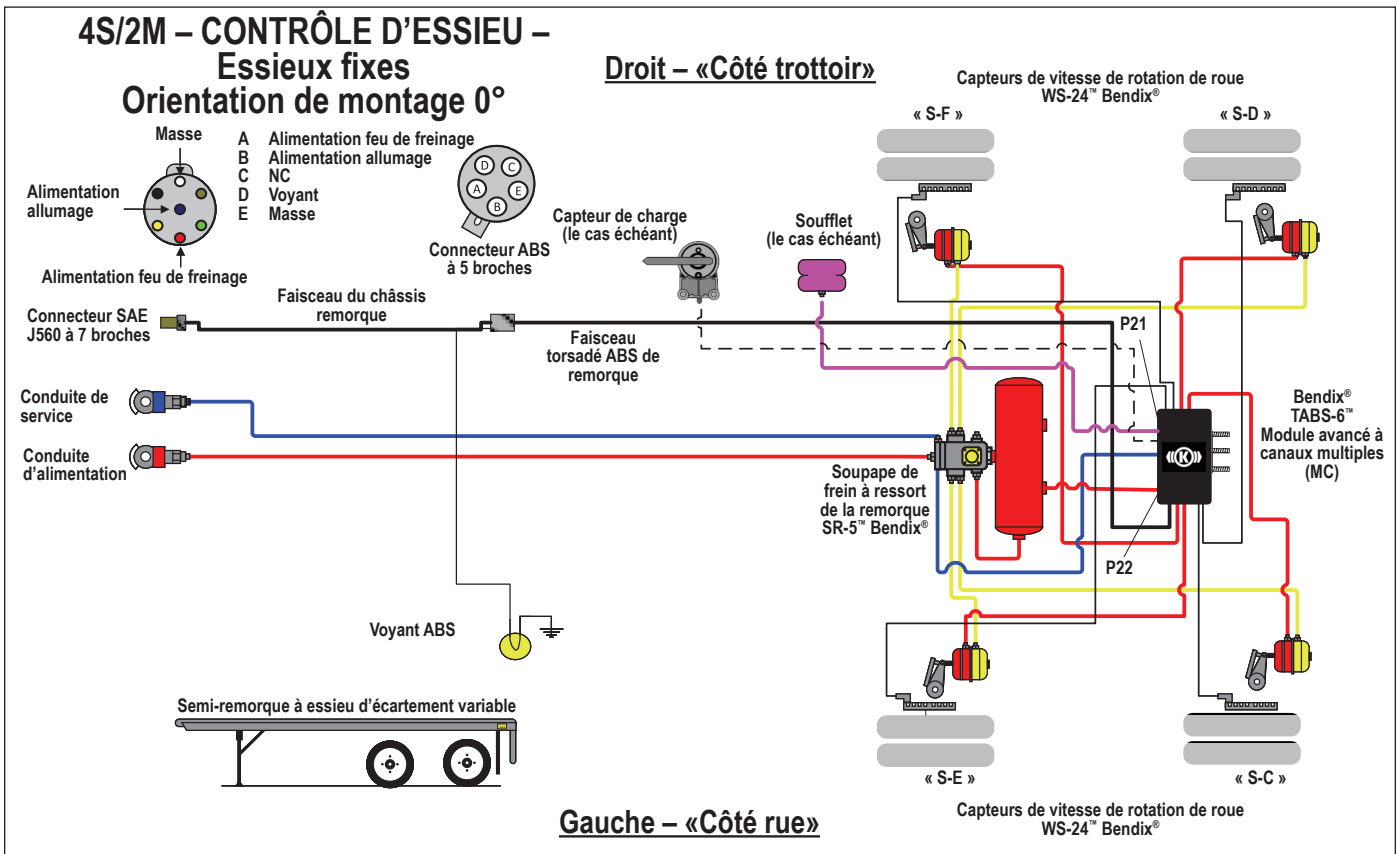 4S/2M – CONTRÔLE D’ESSIEU –
Essieux fixes
Orientation de montage 0°
Droit – «Côté trottoir»
Capteurs de vitesse de rotation de roue
WS-24™ Bendix®
« S-F »
« S-D »
Masse
Alimentation
allumage
Alimentation feu de freinage
A Alimentation feu de freinage
B Alimentation allumage
C NC
D Voyant
E Masse
D
C
A
E
B
Connecteur ABS
à 5 broches
Capteur de charge
(le cas échéant)
Soufflet
(le cas échéant)
Connecteur SAE
J560 à 7 broches
Faisceau du châssis
remorque
Faisceau
torsadé ABS de
remorque
P21
Bendix®
TABS-6™
Module avancé à
canaux multiples
(MC)
K
Conduite de
service
Conduite
d’alimentation
Soupape de
frein à ressort
de la remorque
SR-5™ Bendix®
P22
Voyant ABS
Semi-remorque à essieu d’écartement variable
« S-E »
« S-C »
Gauche – «Côté rue»
Capteurs de vitesse de rotation de roue
WS-24™ Bendix®